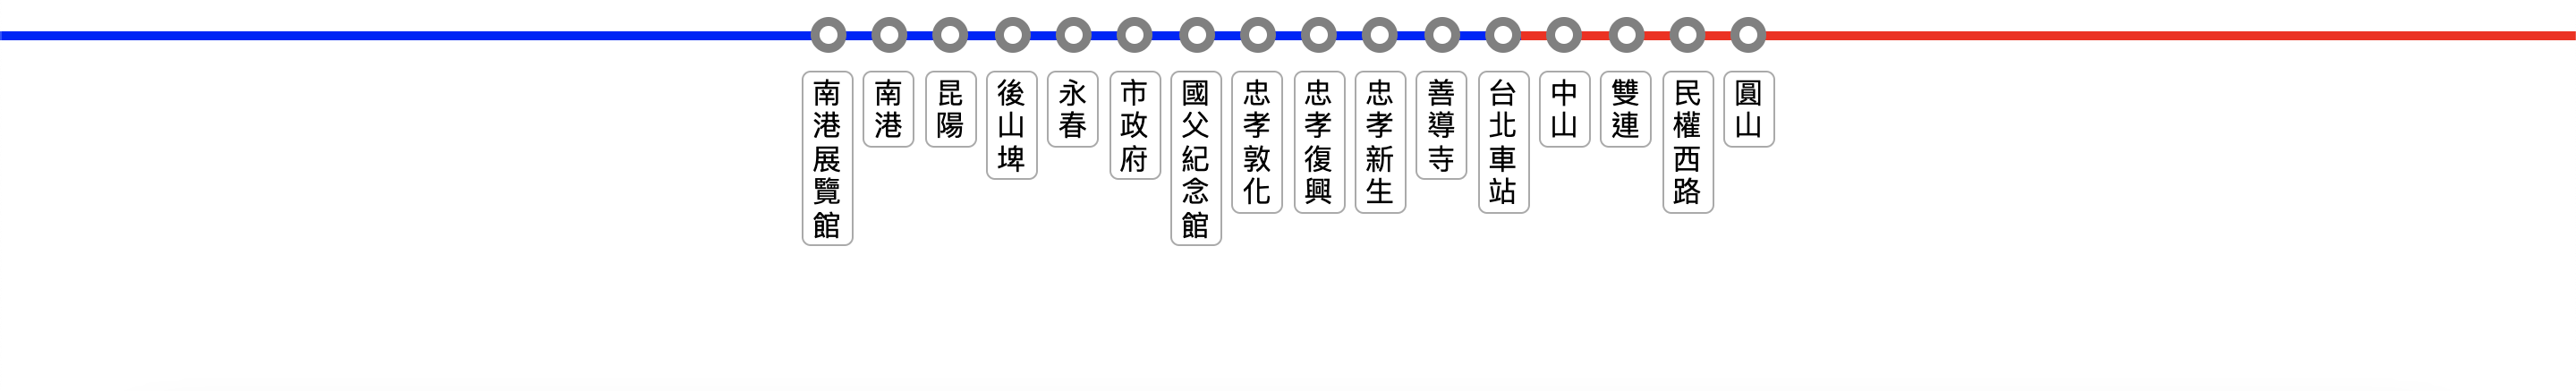 南港展覽館
南港
昆陽
後山埤
永春
市政府
國父紀念館
忠孝敦化
忠孝復興
忠孝新生
善導寺
台北車站
中山
雙連
民權西路
圓山